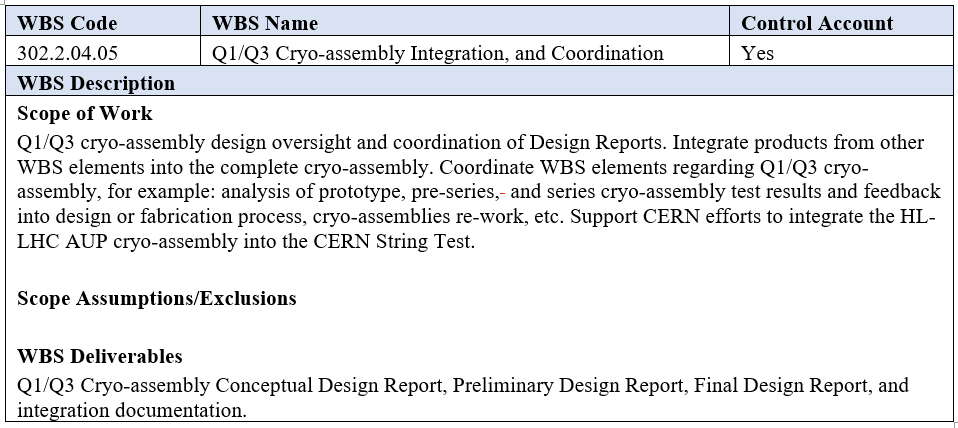 WBS Code WBS Name Control Account
302.2.04.05 Q1/Q3 Cryo-assembly Integration, and Coordination Yes
WBS Description
Scope of Work
Q1/Q3 cryo-assembly design oversight and coordination of Design Reports. Integrate products from other
WBS elements into the complete cryo-assembly. Coordinate WBS elements regarding Q1/Q3 cryo-
assembly, for example: analysis of prototype, pre-series,- and series cryo-assembly test results and feedback
into design or fabrication process, cryo-assemblies re-work, etc. Support CERN efforts to integrate the HL-
LHC AUP cryo-assembly into the CERN String Test.
Scope Assumptions/Exclusions
WBS Deliverables
Q1/Q3 Cryo-assembly Conceptual Design Report, Preliminary Design Report, Final Design Report, and
integration documentation.